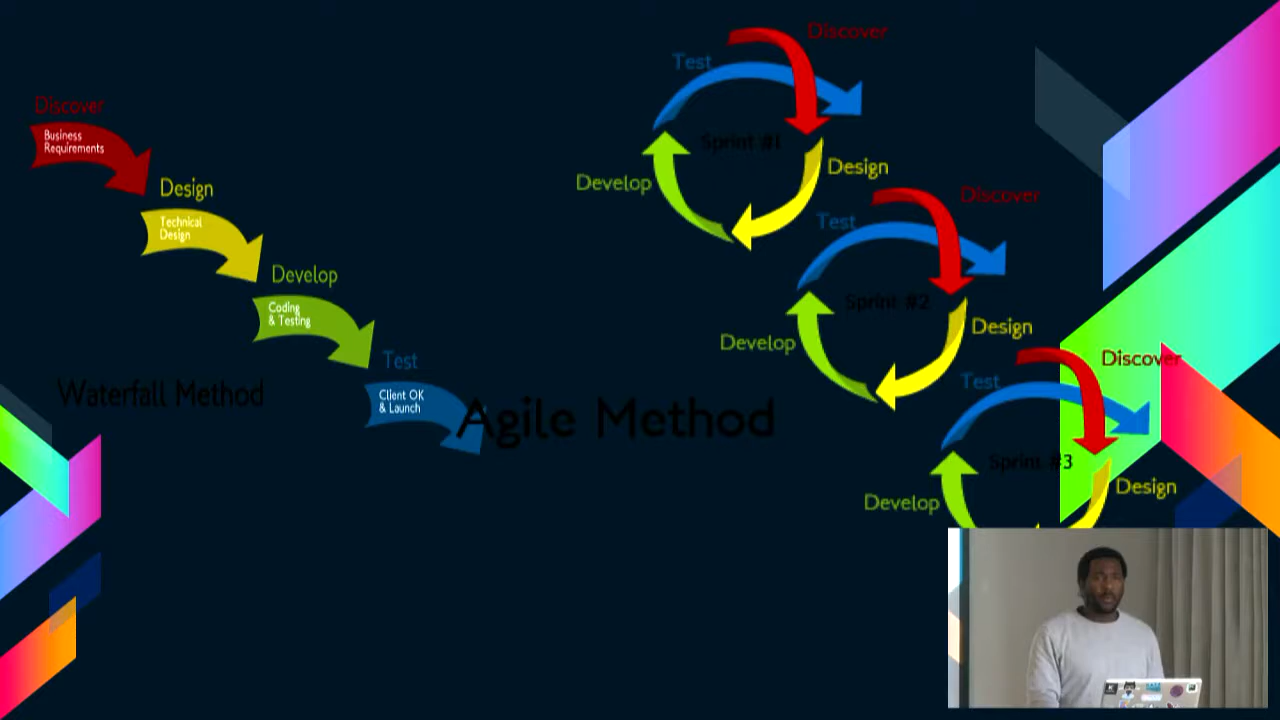 Discover
Business
Requirements
Design
Technical
Design
Develop
Coding
& Testing
Test
Client OK
& Launch
Waterfall Method
Agile Method
Discover
Test
Sprint #1
Design
Develop
Discover
Test
Sprint #2
Design
Develop
Discover
Test
Sprint #3
Design
Develop